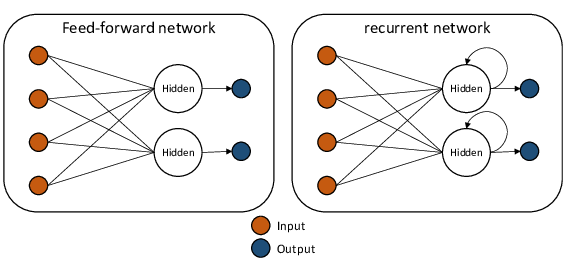 Feed-forward network
Hidden
Hidden
recurrent network
Hidden
Hidden
Input
Output